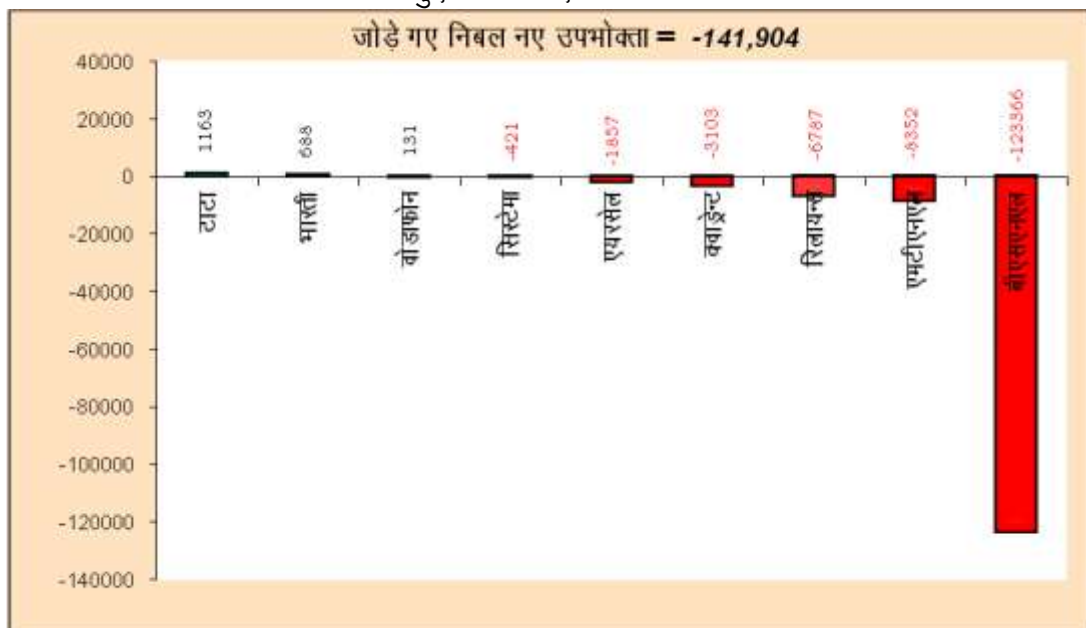 जोड़े गए निबल नए उपभोक्ता = -141,904
40000
20000
0
-20000
-40000
-60000
-80000
-100000
-120000
-140000
1163
688
131
-421
-1857
-3103
-6787
-8352
-123366
टाटा
भारती
वोडाफोन
सिस्टेमा
एयरसेल
क्वाड्रेन्ट
रिलायन्स
एमटीएनएल
बीएसएनएल